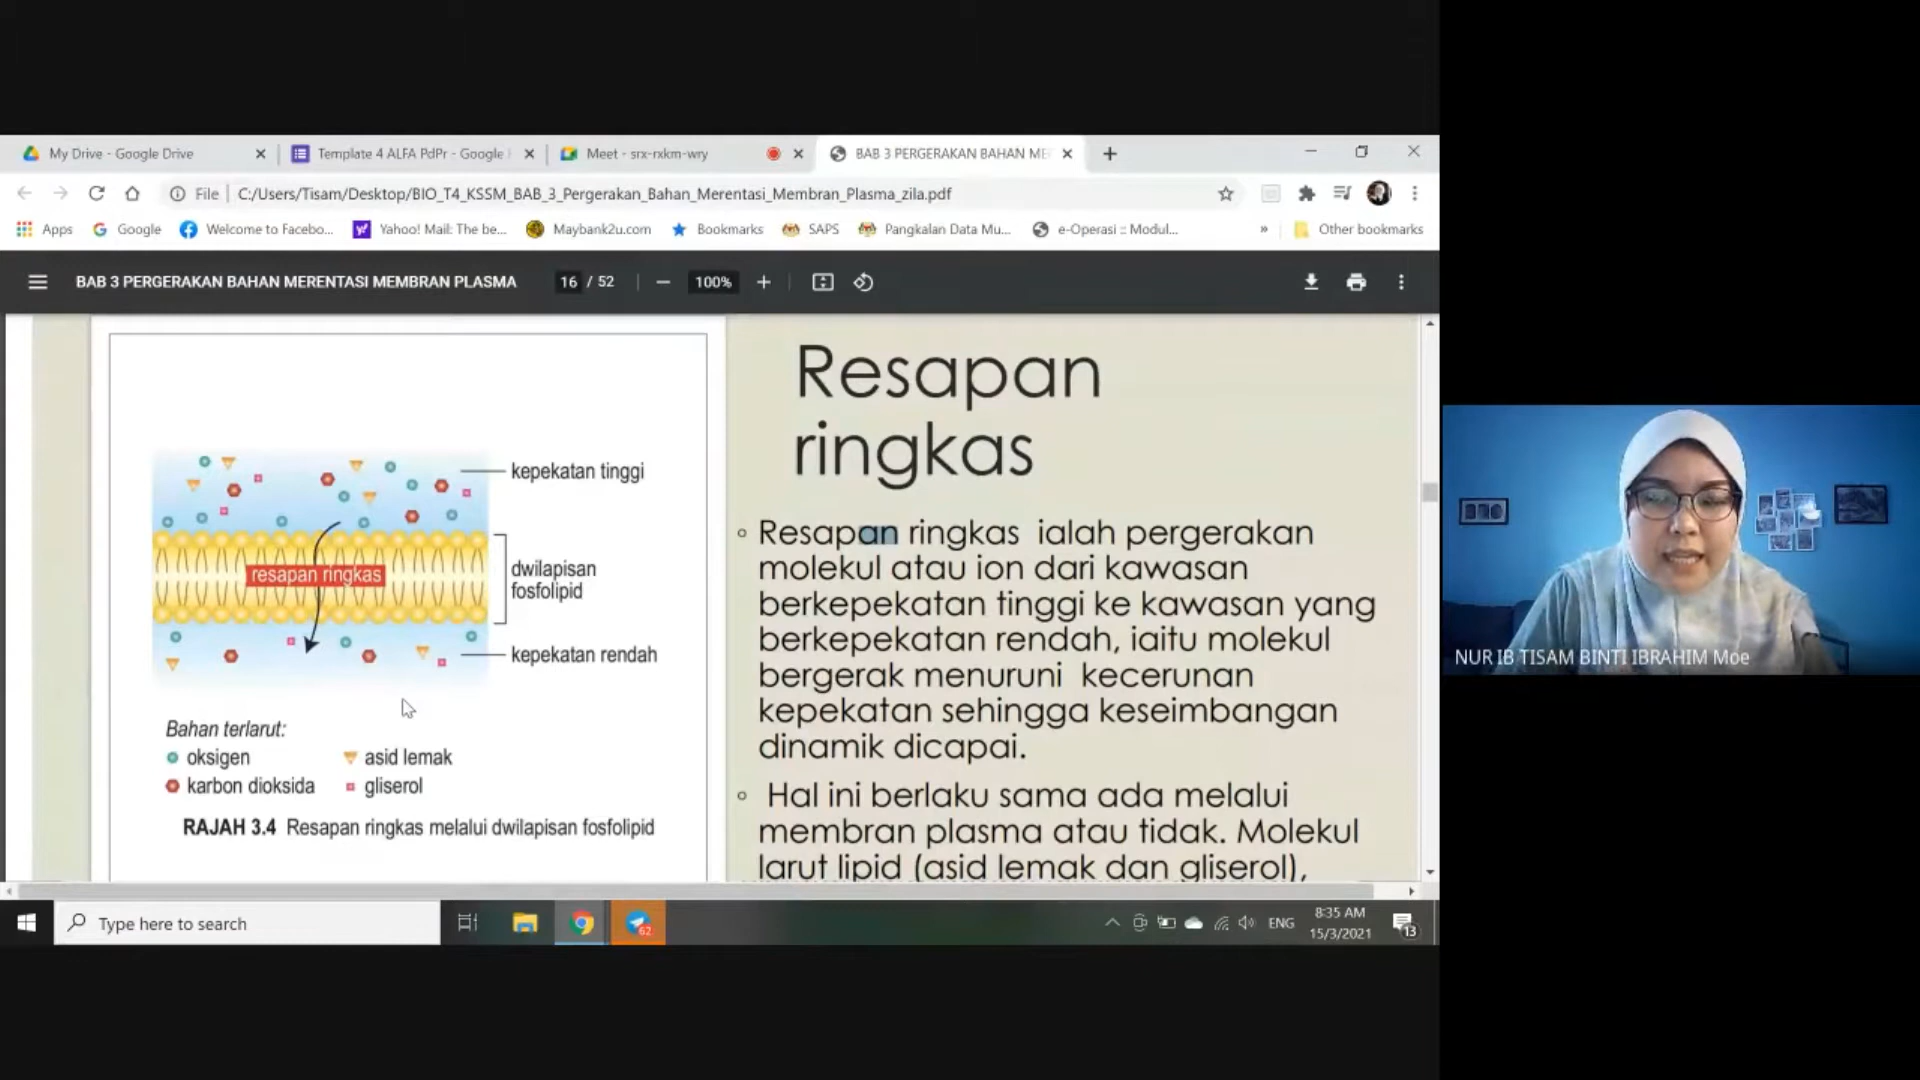 My Drive - Google Drive
Template 4 ALFA PdPr - Google
Meet - srx-rxkm-wry
BAB 3 PERGERAKAN BAHAN ME
File
C:/Users/Tisam/Desktop/BIO_T4_KSSM_BAB_3_Pergerakan_Bahan_Merentasi_Membran_Plasma_zila.pdf
Apps
Google
Welcome to Facebo...
Yahoo! Mail: The be...
Maybank2u.com
Bookmarks
SAPS
Pangkalan Data Mu...
e-Operasi :: Modul...
»
Other bookmarks
BAB 3 PERGERAKAN BAHAN MERENTASI MEMBRAN PLASMA
16 / 52
100%
kepekatan tinggi
resapan ringkas
dwilapisan
fosfolipid
kepekatan rendah
Bahan terlarut:
oksigen
asid lemak
karbon dioksida
gliserol
RAJAH 3.4 Resapan ringkas melalui dwilapisan fosfolipid
Resapan
ringkas
Resapan ringkas ialah pergerakan
molekul atau ion dari kawasan
berkepekatan tinggi ke kawasan yang
berkepekatan rendah, iaitu molekul
bergerak menuruni kecerunan
kepekatan sehingga keseimbangan
dinamik dicapai.
Hal ini berlaku sama ada melalui
membran plasma atau tidak. Molekul
larut lipid (asid lemak dan gliserol),
NUR IB TISAM BINTI IBRAHIM Moe
Type here to search
62
ENG
8:35 AM
15/3/2021
13